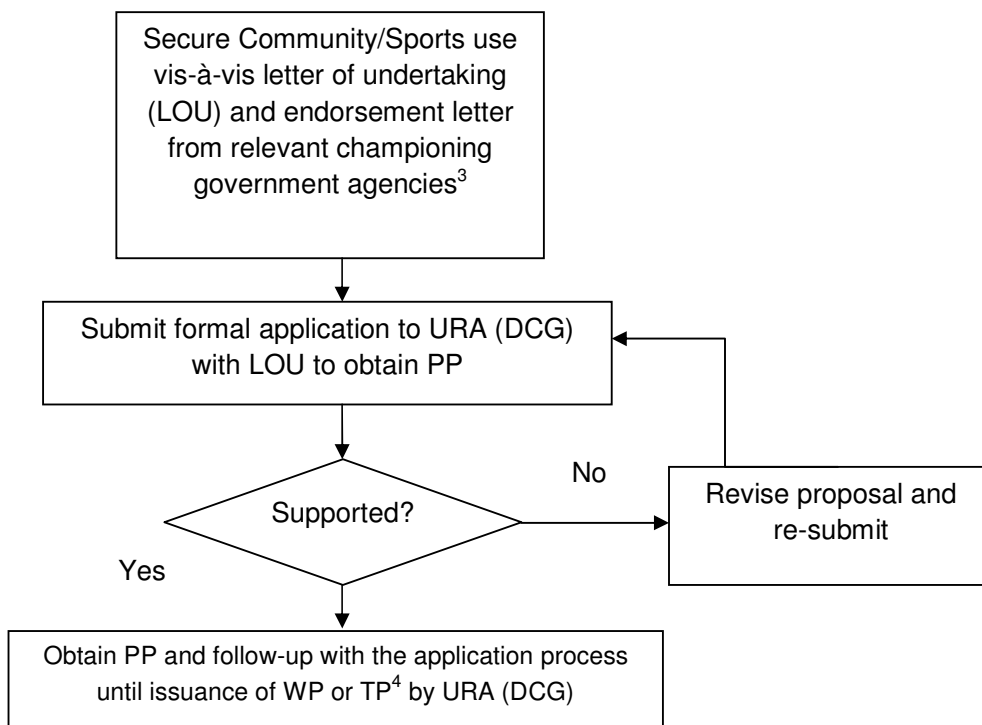 Secure Community/Sports use
vis-à-vis letter of undertaking
(LOU) and endorsement letter
from relevant championing
government agencies³
Submit formal application to URA (DCG)
with LOU to obtain PP
Supported?
No
Revise proposal and
re-submit
Yes
Obtain PP and follow-up with the application process
until issuance of WP or TP⁴ by URA (DCG)